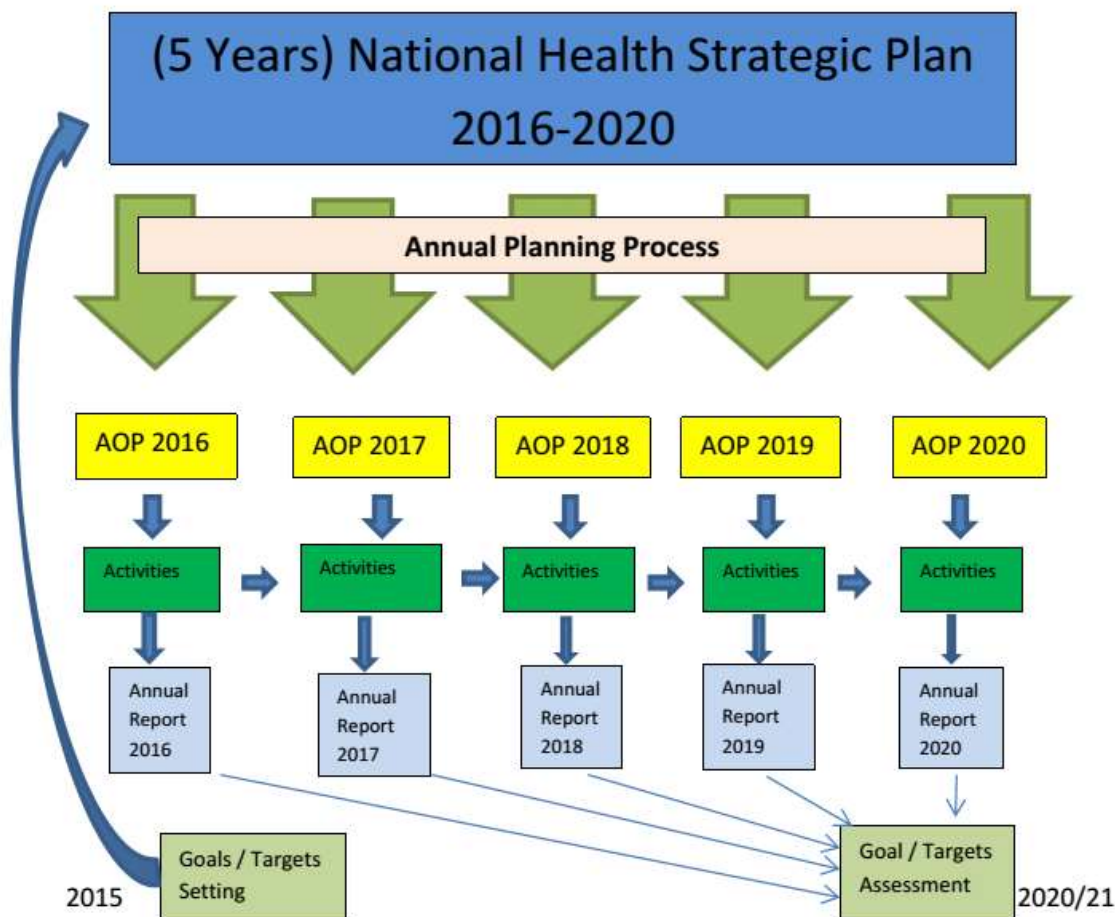 (5 Years) National Health Strategic Plan
2016-2020
Annual Planning Process
AOP 2016
AOP 2017
AOP 2018
AOP 2019
AOP 2020
Activities
Activities
Activities
Activities
Activities
Annual
Report
2016
Annual
Report
2017
Annual
Report
2018
Annual
Report
2019
Annual
Report
2020
2015
Goals / Targets
Setting
Goal / Targets
Assessment
2020/21